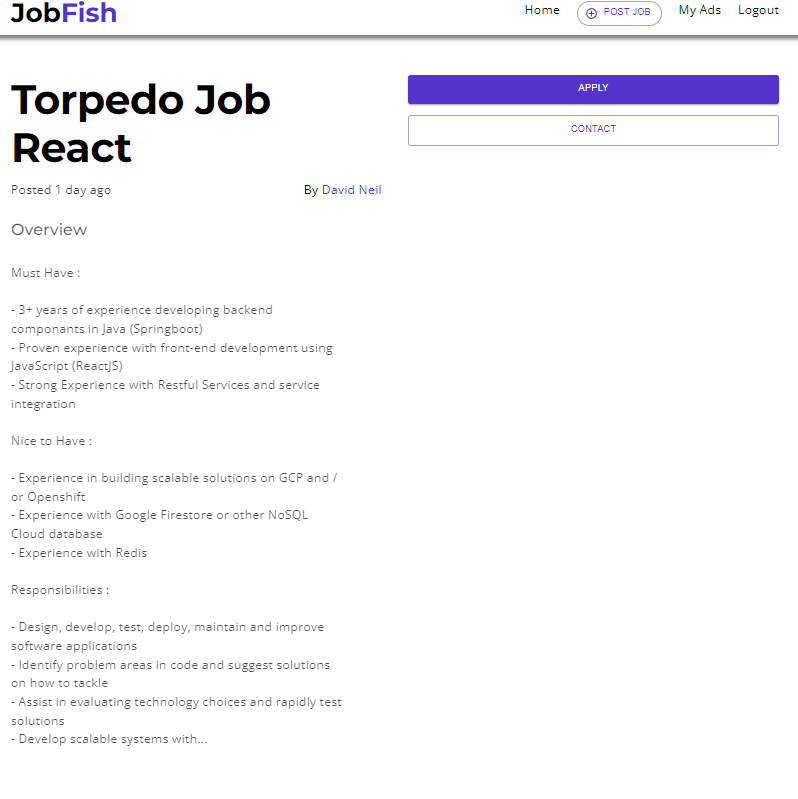 JobFish
Home
POST JOB
My Ads
Logout
Torpedo Job
React
APPLY
CONTACT
Posted 1 day ago
By David Neil
Overview
Must Have :
- 3+ years of experience developing backend
componants in Java (Springboot)
- Proven experience with front-end development using
JavaScript (ReactJS)
- Strong Experience with Restful Services and service
integration
Nice to Have :
- Experience in building scalable solutions on GCP and /
or Openshift
- Experience with Google Firestore or other NoSQL
Cloud database
- Experience with Redis
Responsibilities :
- Design, develop, test, deploy, maintain and improve
software applications
- Identify problem areas in code and suggest solutions
on how to tackle
- Assist in evaluating technology choices and rapidly test
solutions
- Develop scalable systems with...